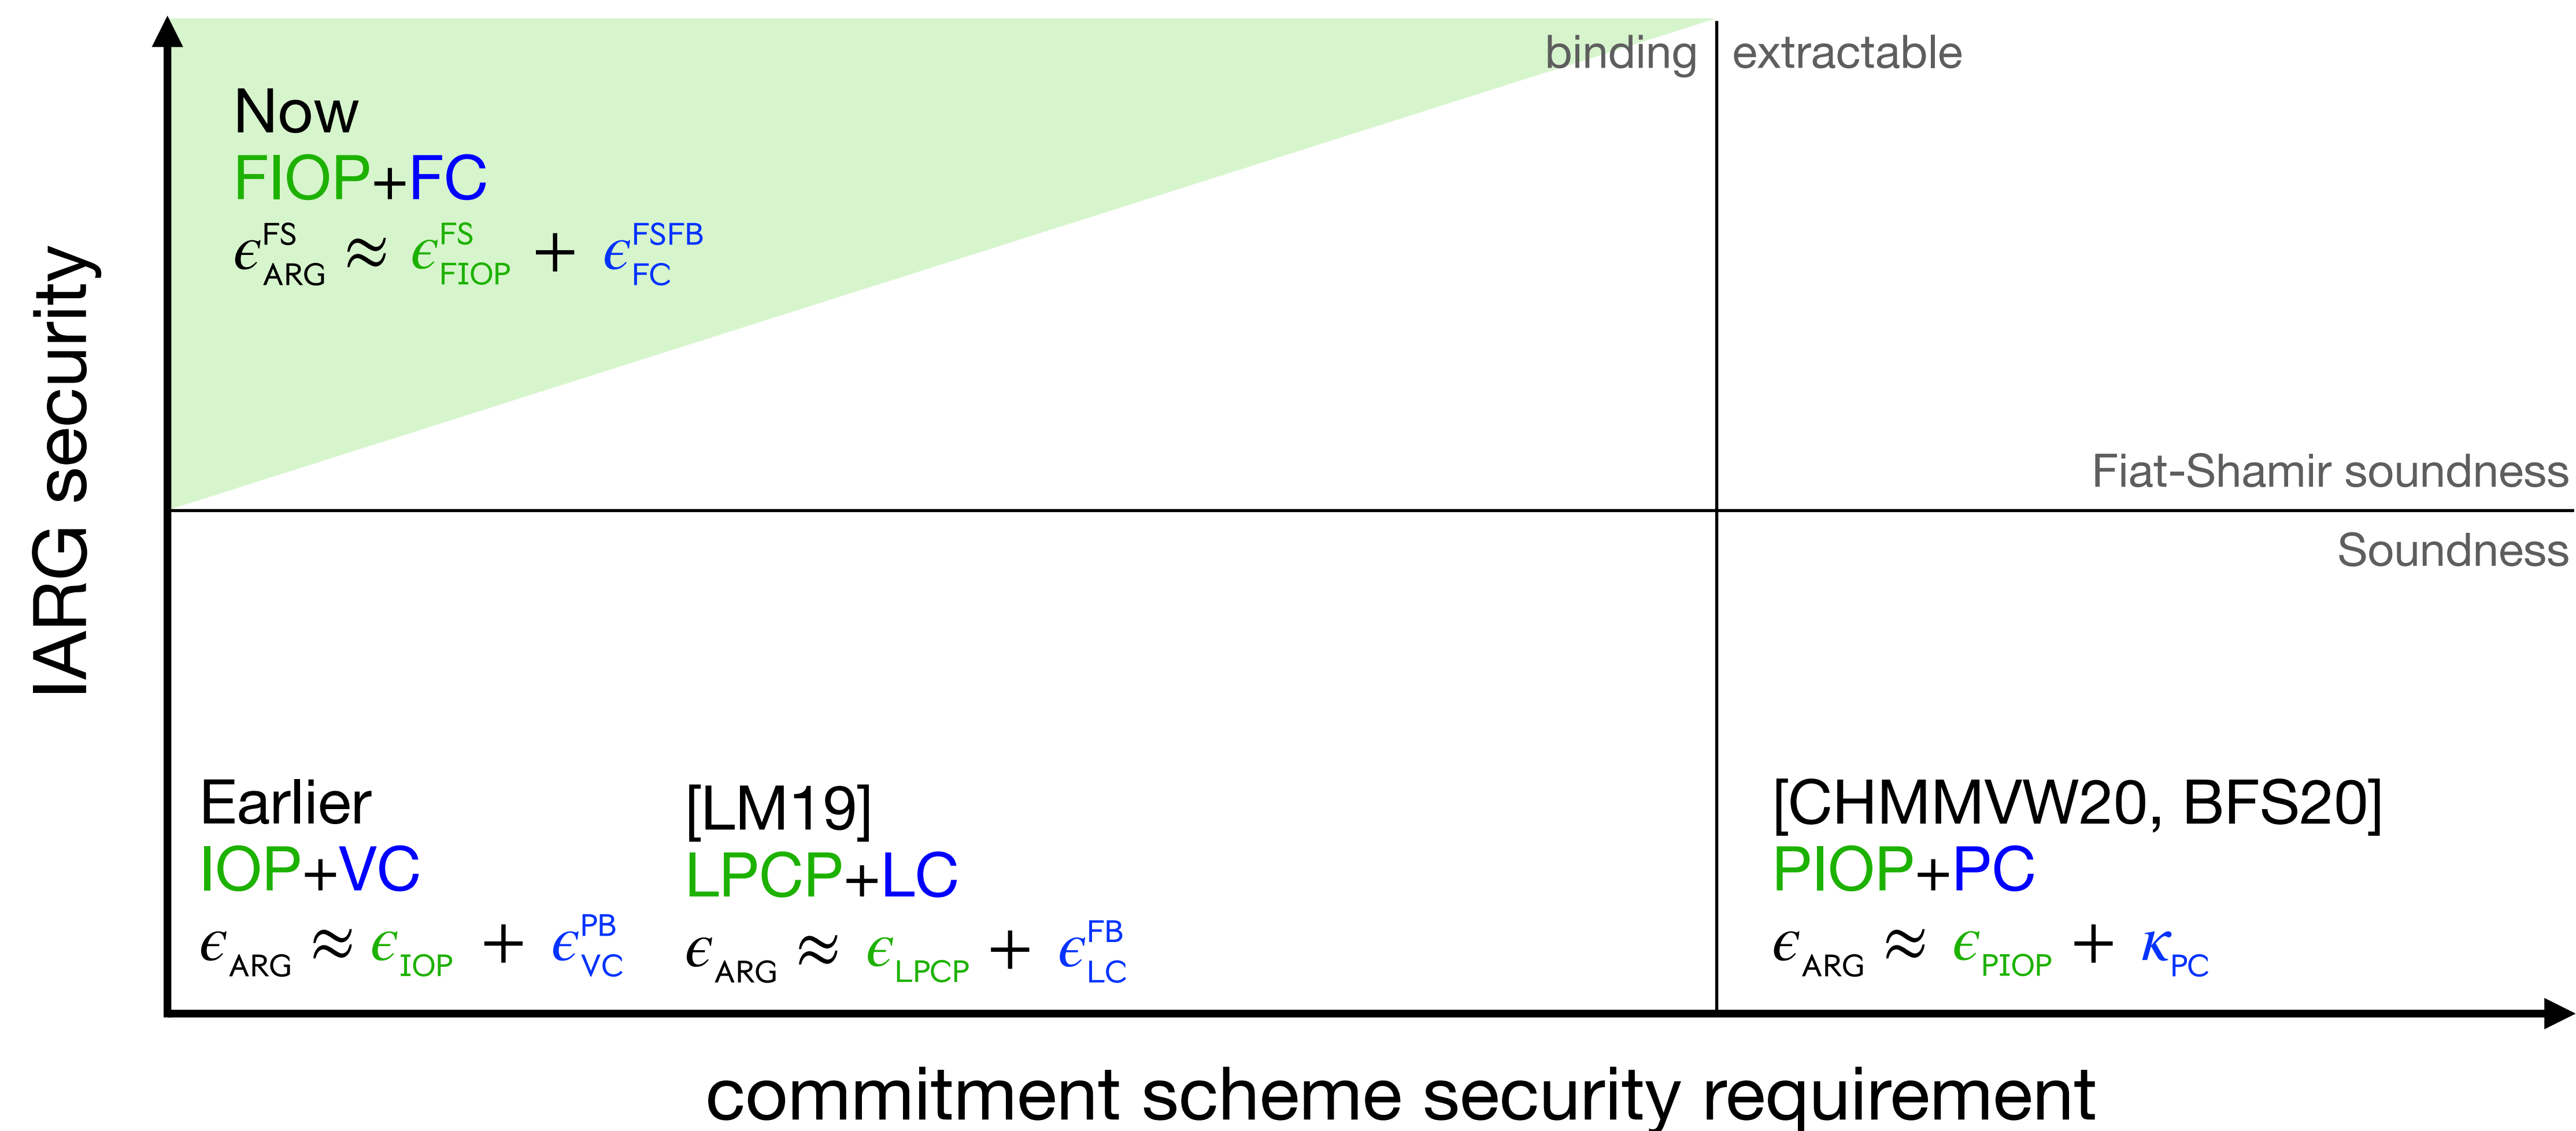 IARG security
binding
extractable
Now
FIOP+FC
ϵ^FS_ARG ≈ ϵ^FS_FIOP + ϵ^FSFB_FC
Fiat-Shamir soundness
Soundness
Earlier
IOP+VC
ϵ_ARG ≈ ϵ_IOP + ϵ^PB_VC
[LM19]
LPCP+LC
ϵ_ARG ≈ ϵ_LPCP + ϵ^FB_LC
[CHMMVW20, BFS20]
PIOP+PC
ϵ_ARG ≈ ϵ_PIOP + κ_PC
commitment scheme security requirement